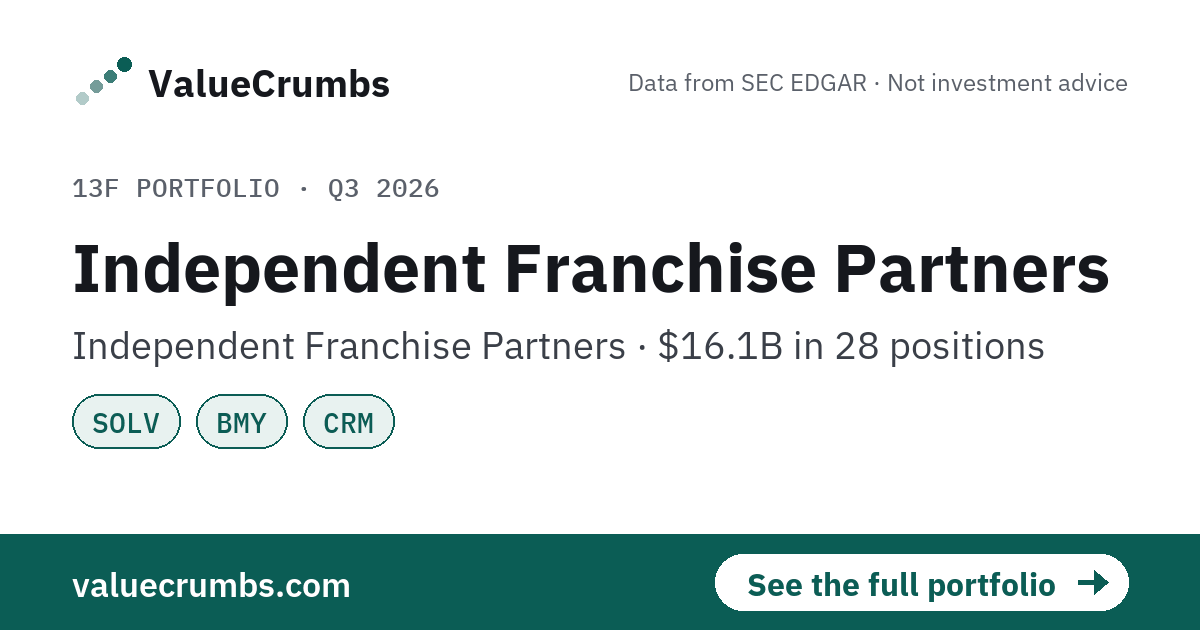 ValueCrumbs
Data from SEC EDGAR · Not investment advice
13F PORTFOLIO · Q3 2026
Independent Franchise Partners
Independent Franchise Partners · $16.1B in 28 positions
SOLV BMY CRM
valuecrumbs.com
See the full portfolio →